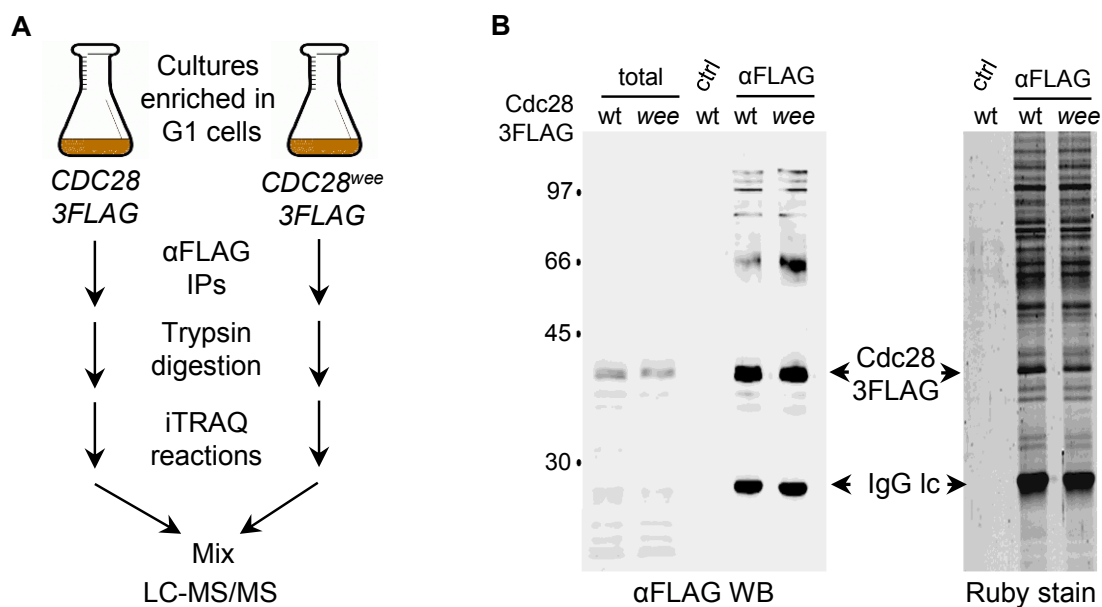 A
Cultures
enriched in
G1 cells
CDC28
3FLAG
CDC28wee
3FLAG
αFLAG
IPs
Trypsin
digestion
iTRAQ
reactions
Mix
LC-MS/MS
B
total
ctrl
αFLAG
Cdc28
3FLAG
wt
wee
wt
wt
wee
97
66
45
30
Cdc28
3FLAG
IgG lc
αFLAG WB
ctrl
αFLAG
wt
wt
wee
Ruby stain